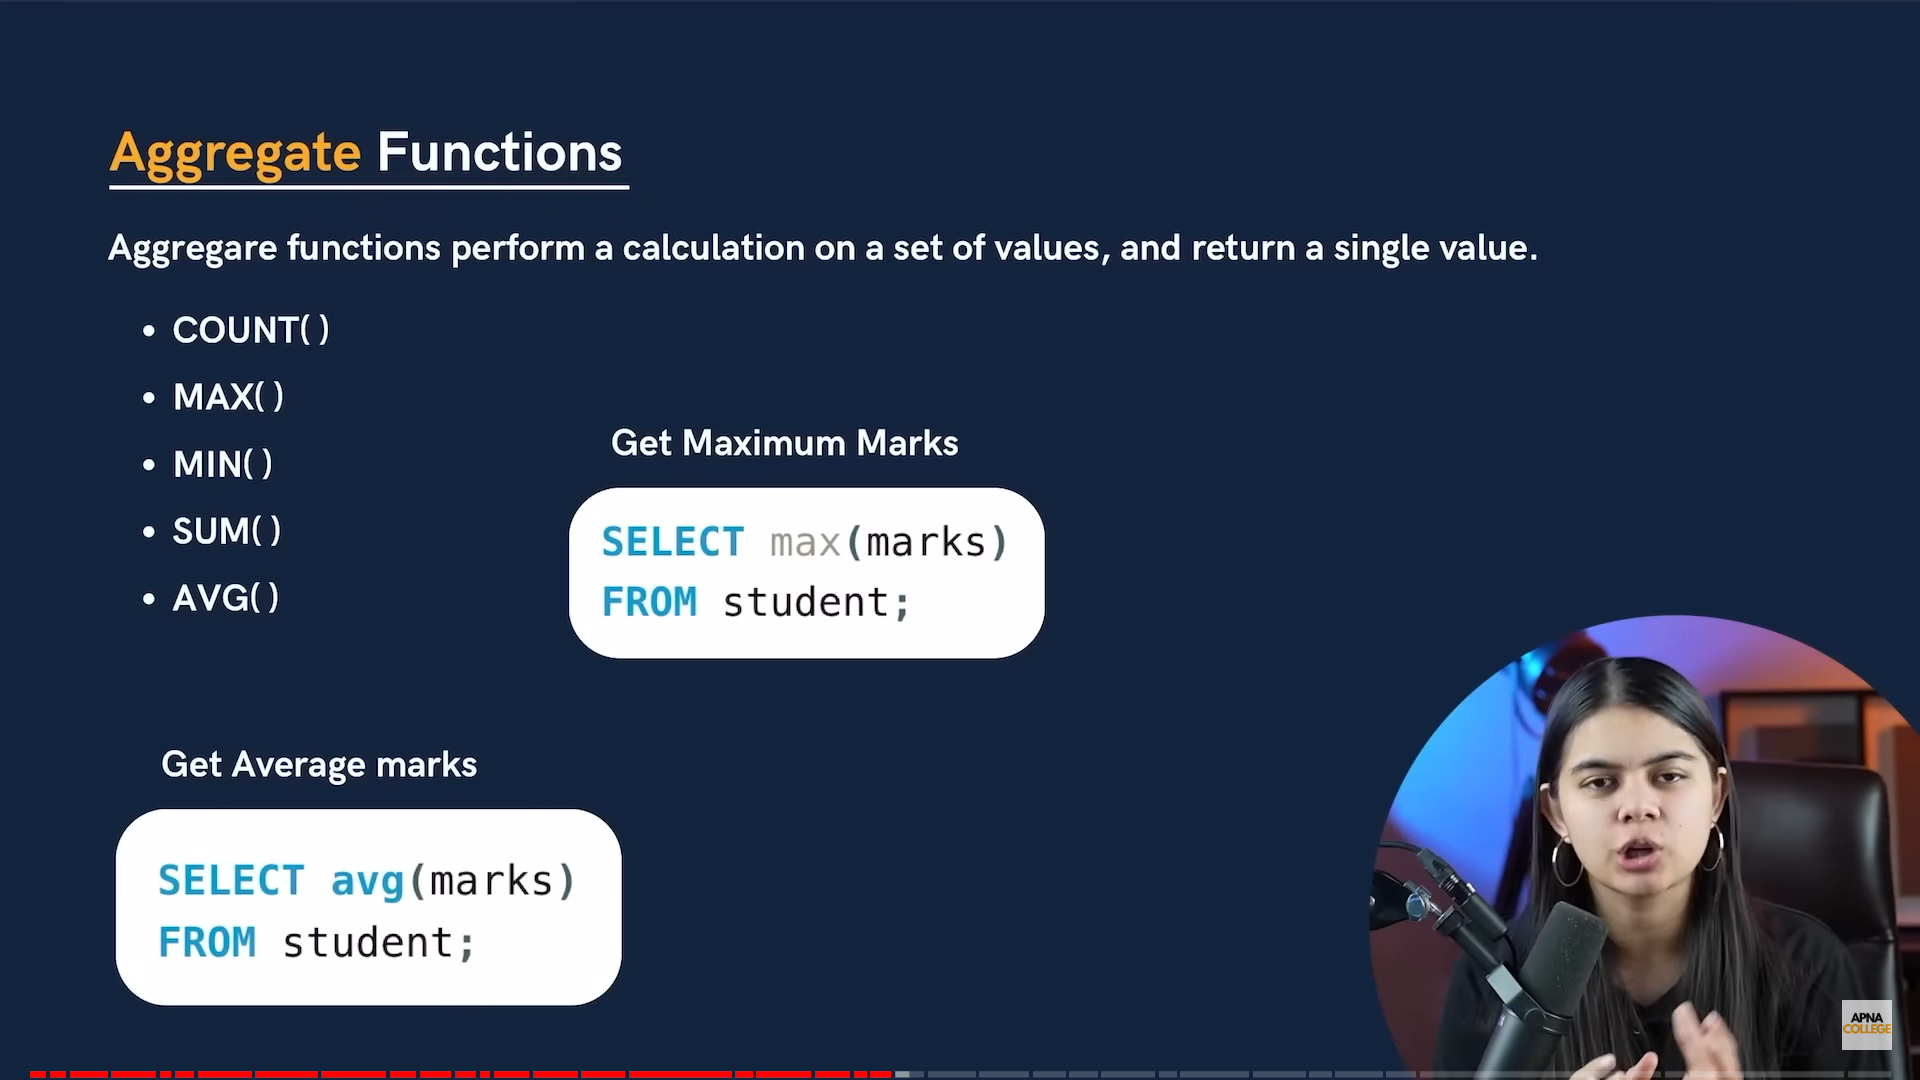 Aggregate Functions
Aggregare functions perform a calculation on a set of values, and return a single value.
• COUNT( )
• MAX( )
• MIN( )
• SUM( )
• AVG( )
Get Maximum Marks
SELECT max(marks)
FROM student;
Get Average marks
SELECT avg(marks)
FROM student;
APNA
COLLEGE